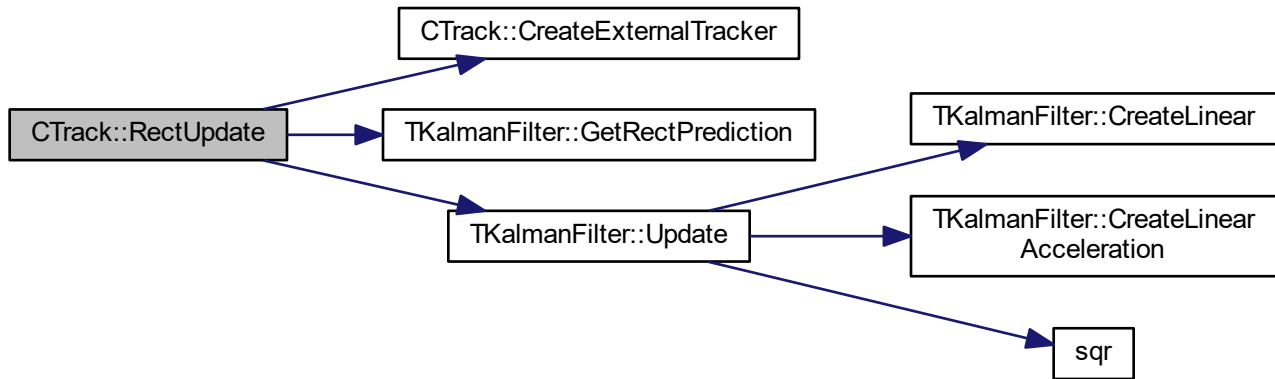 CTrack::CreateExternalTracker
CTrack::RectUpdate
TKalmanFilter::GetRectPrediction
TKalmanFilter::Update
TKalmanFilter::CreateLinear
TKalmanFilter::CreateLinear
Acceleration
sqr